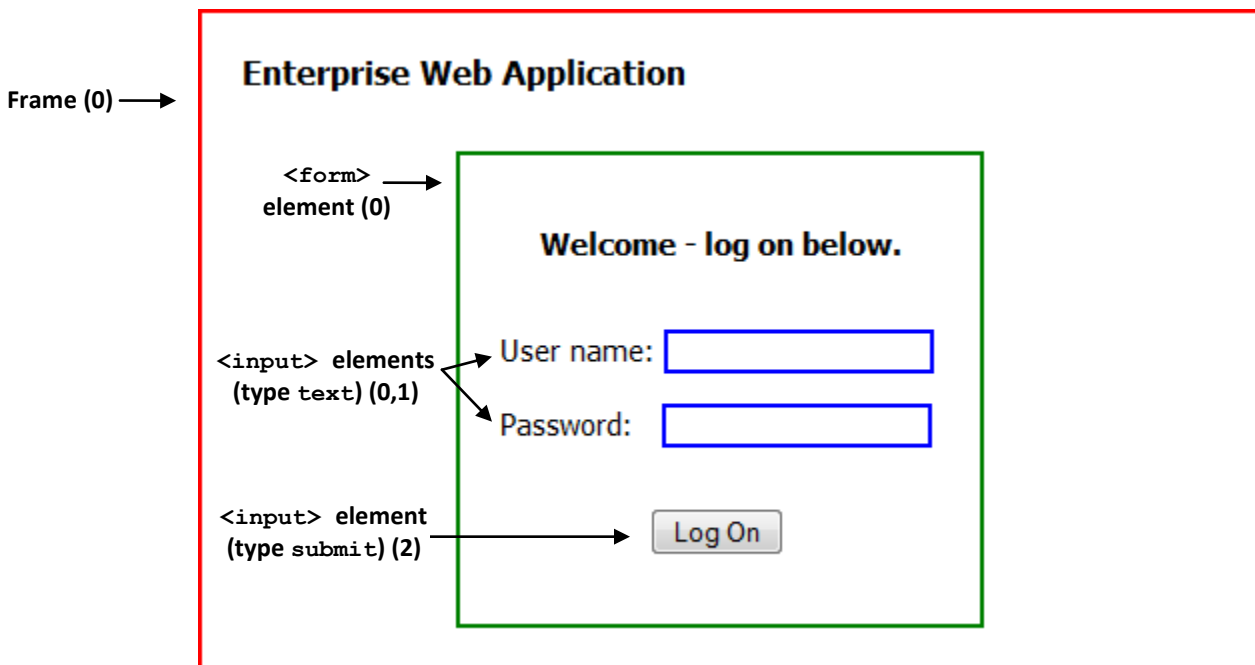 Enterprise Web Application
Frame (0)
<form>
element (0)
Welcome - log on below.
<input> elements
(type text) (0,1)
User name:
Password:
<input> element
(type submit) (2)
Log On